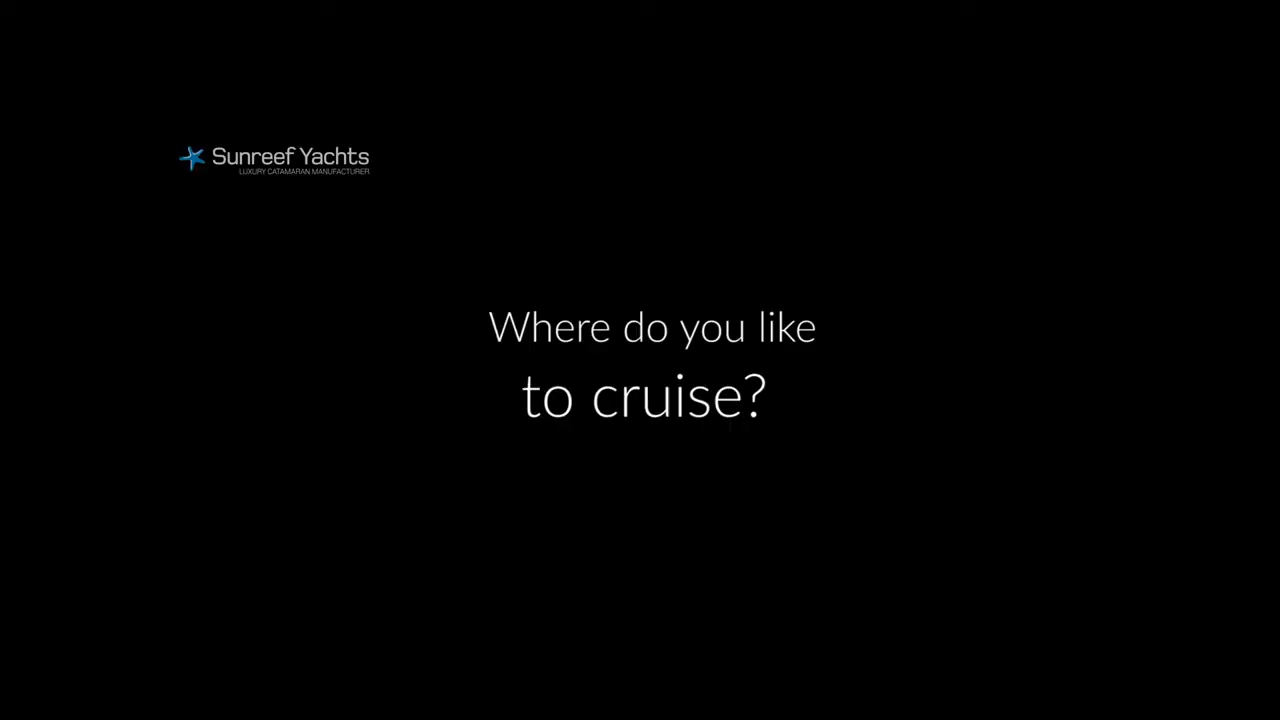 Sunreef Yachts
LUXURY CATAMARAN MANUFACTURER
Where do you like
to cruise?